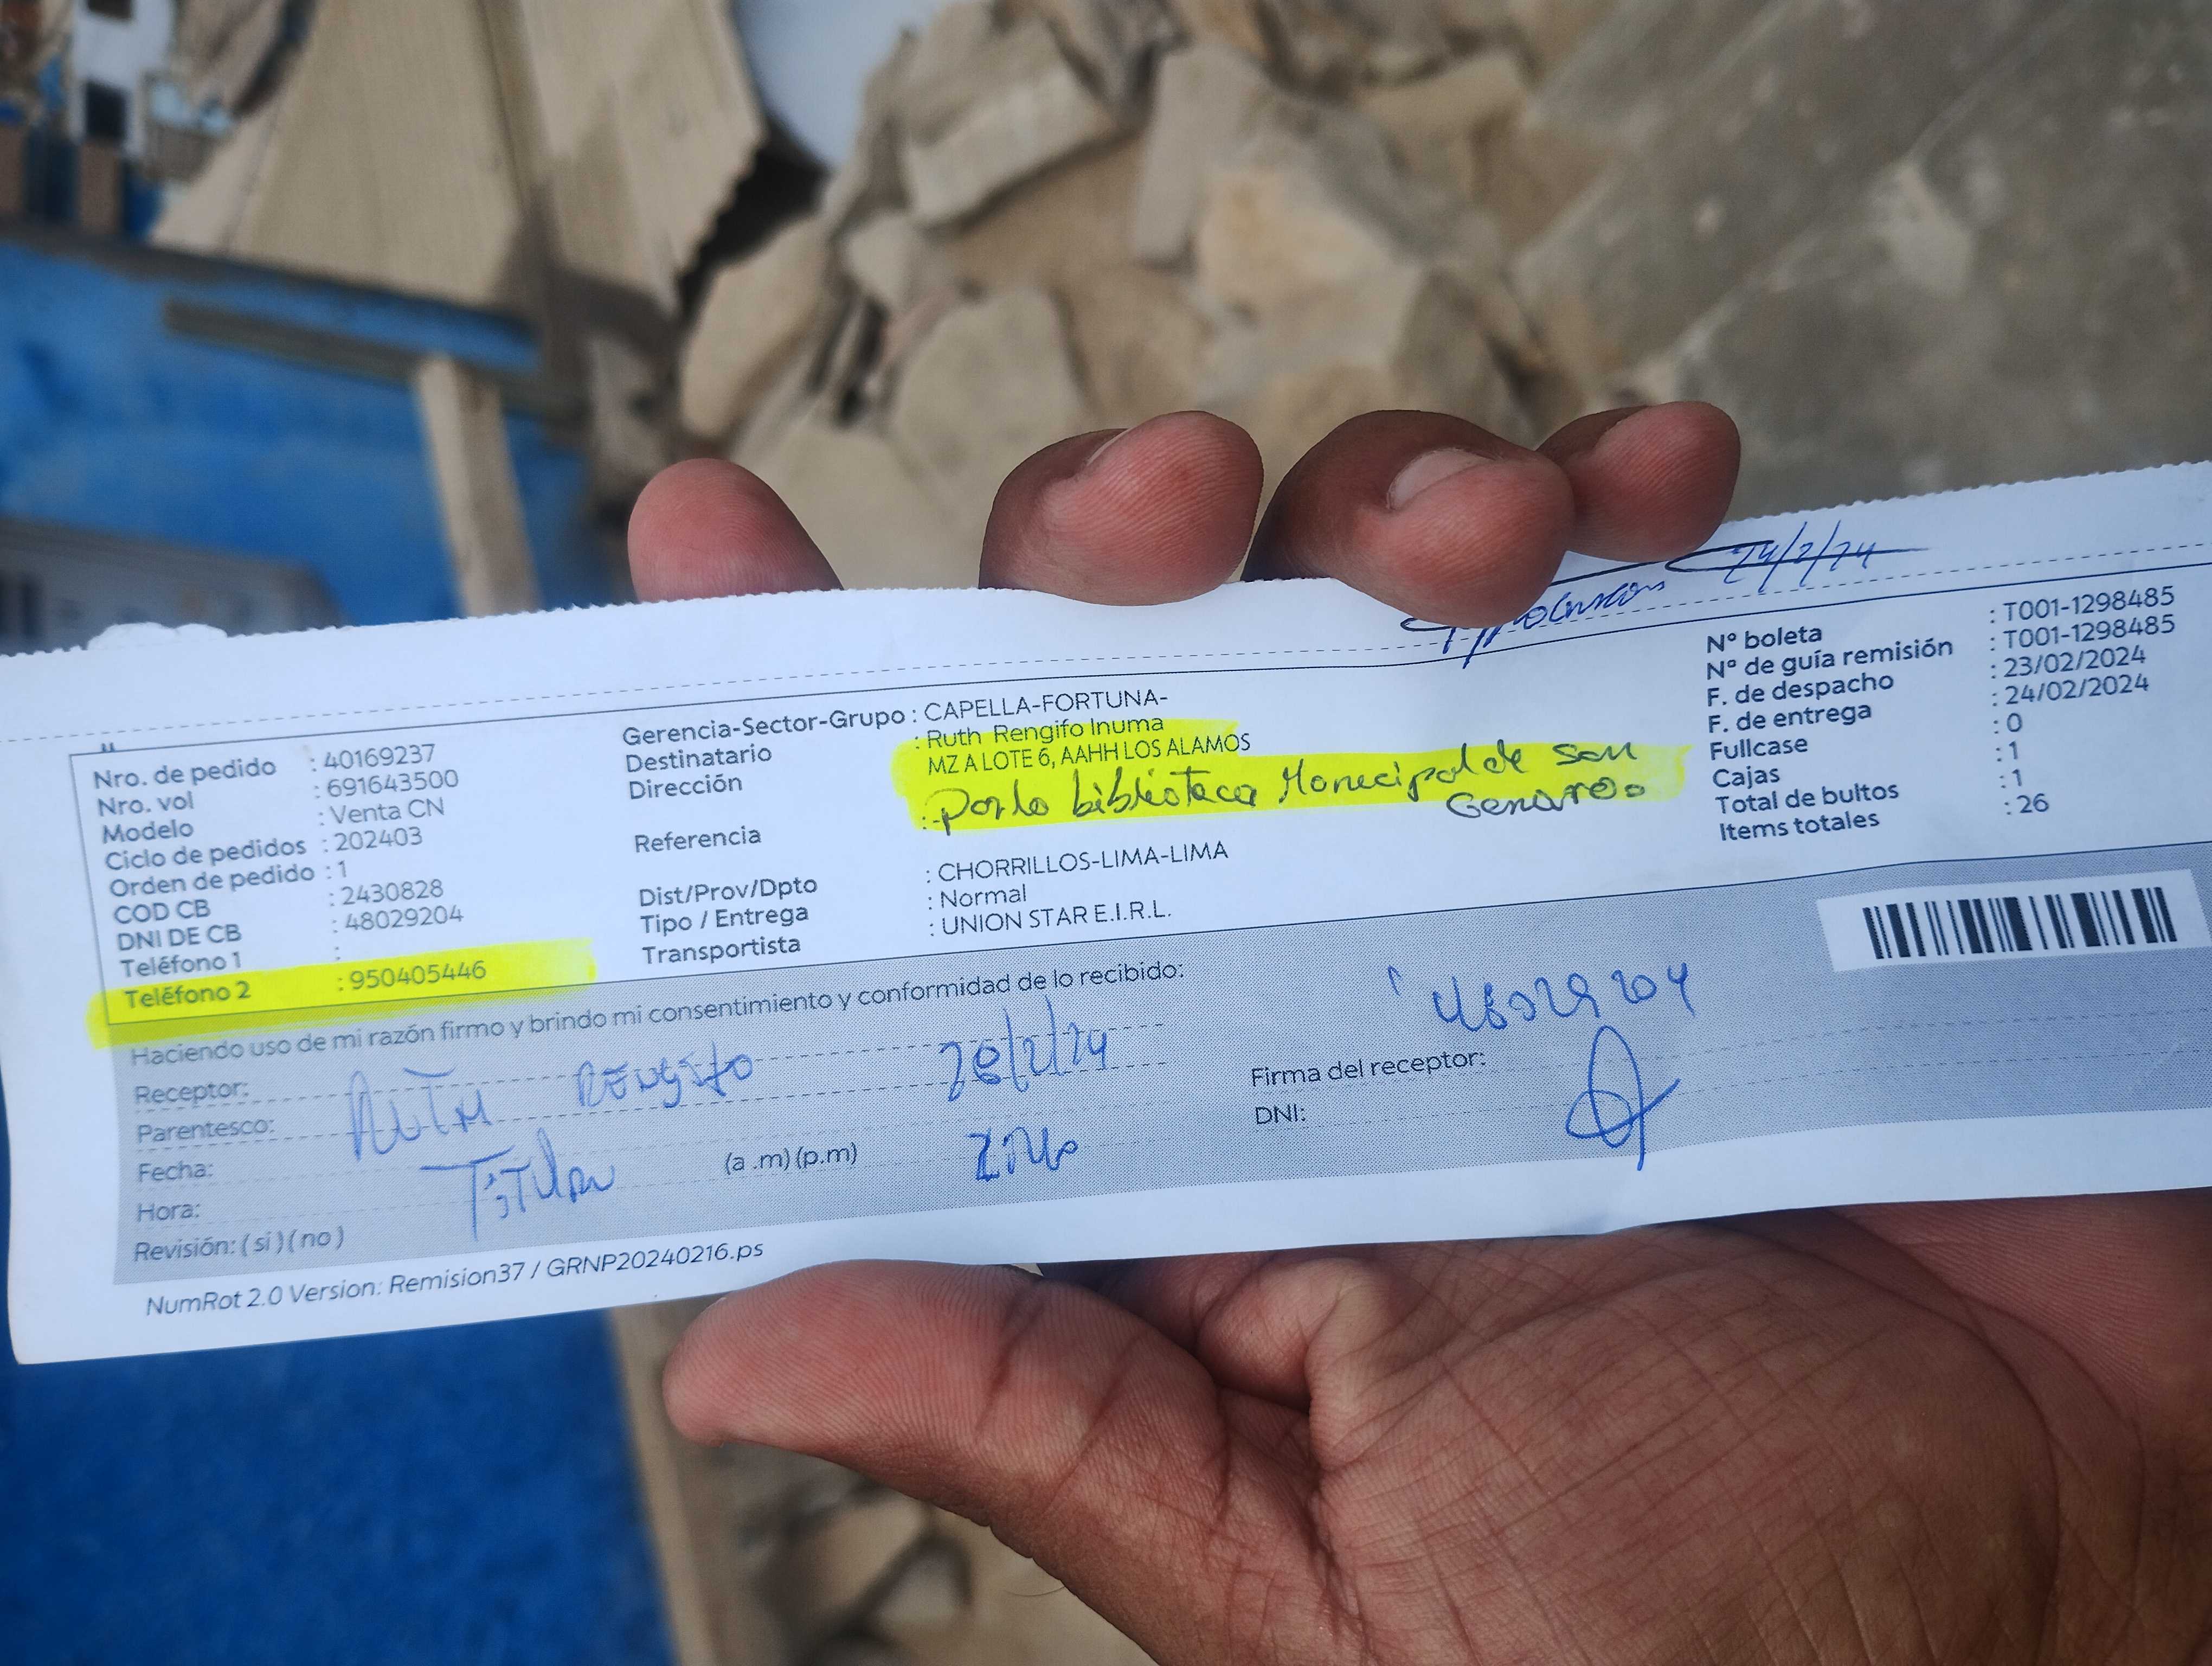 24/2/24
Nro. de pedido : 40169237
Nro. vol : 691643500
Modelo : Venta CN
Ciclo de pedidos : 202403
Orden de pedido : 1
COD CB : 2430828
DNI DE CB : 48029204
Teléfono 1 :
Teléfono 2 : 950405446
Gerencia-Sector-Grupo : CAPELLA-FORTUNA-
Destinatario : Ruth Rengifo Inuma
Dirección MZ A LOTE 6, AAHH LOS ALAMOS
Referencia : Por la biblioteca Monecipal de San
Genaro.
Dist/Prov/Dpto : CHORRILLOS-LIMA-LIMA
Tipo / Entrega : Normal
Transportista : UNION STAR E.I.R.L.
N° boleta : T001-1298485
N° de guía remisión : T001-1298485
F. de despacho : 23/02/2024
F. de entrega : 24/02/2024
Fullcase : 0
Cajas : 1
Total de bultos : 1
Items totales : 26
Haciendo uso de mi razón firmo y brindo mi consentimiento y conformidad de lo recibido:
Receptor: RUTH RENGIFO
Parentesco: TiTULAR
Fecha:
Hora: (a .m) (p.m)
Revisión: ( si ) ( no )
Firma del receptor:
DNI: 48029204
NumRot 2.0 Version: Remision37 / GRNP20240216.ps